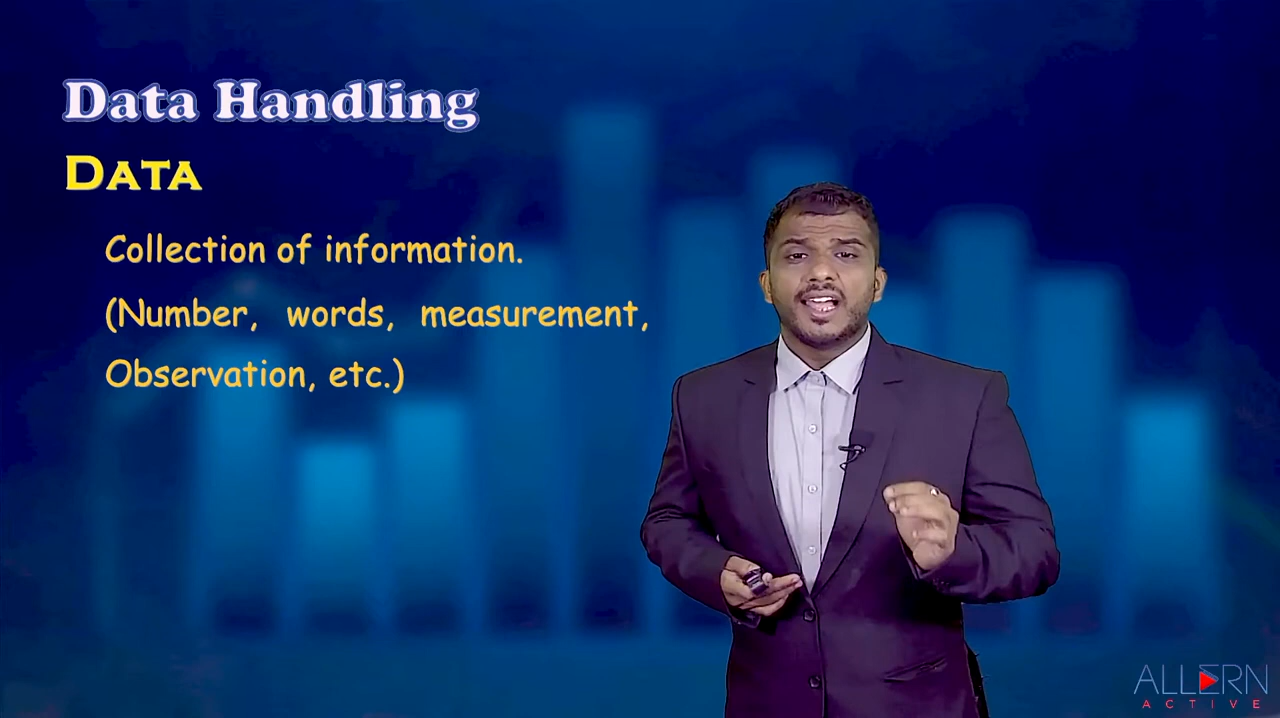 Data Handling
DATA
Collection of information.
(Number, words, measurement,
Observation, etc.)
ALLERN
ACTIVE